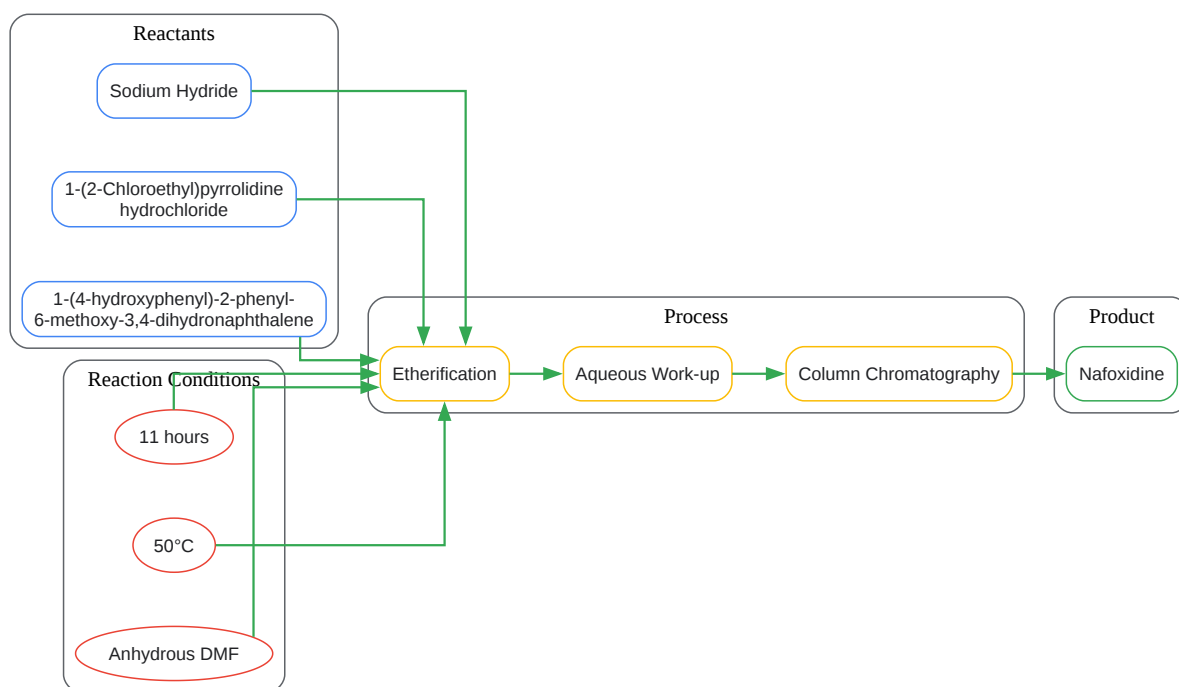 Reactants
Sodium Hydride
1-(2-Chloroethyl)pyrrolidine
hydrochloride
1-(4-hydroxyphenyl)-2-phenyl-
6-methoxy-3,4-dihydronaphthalene
Reaction Conditions
11 hours
50°C
Anhydrous DMF
Process
Etherification
Aqueous Work-up
Column Chromatography
Product
Nafoxidine